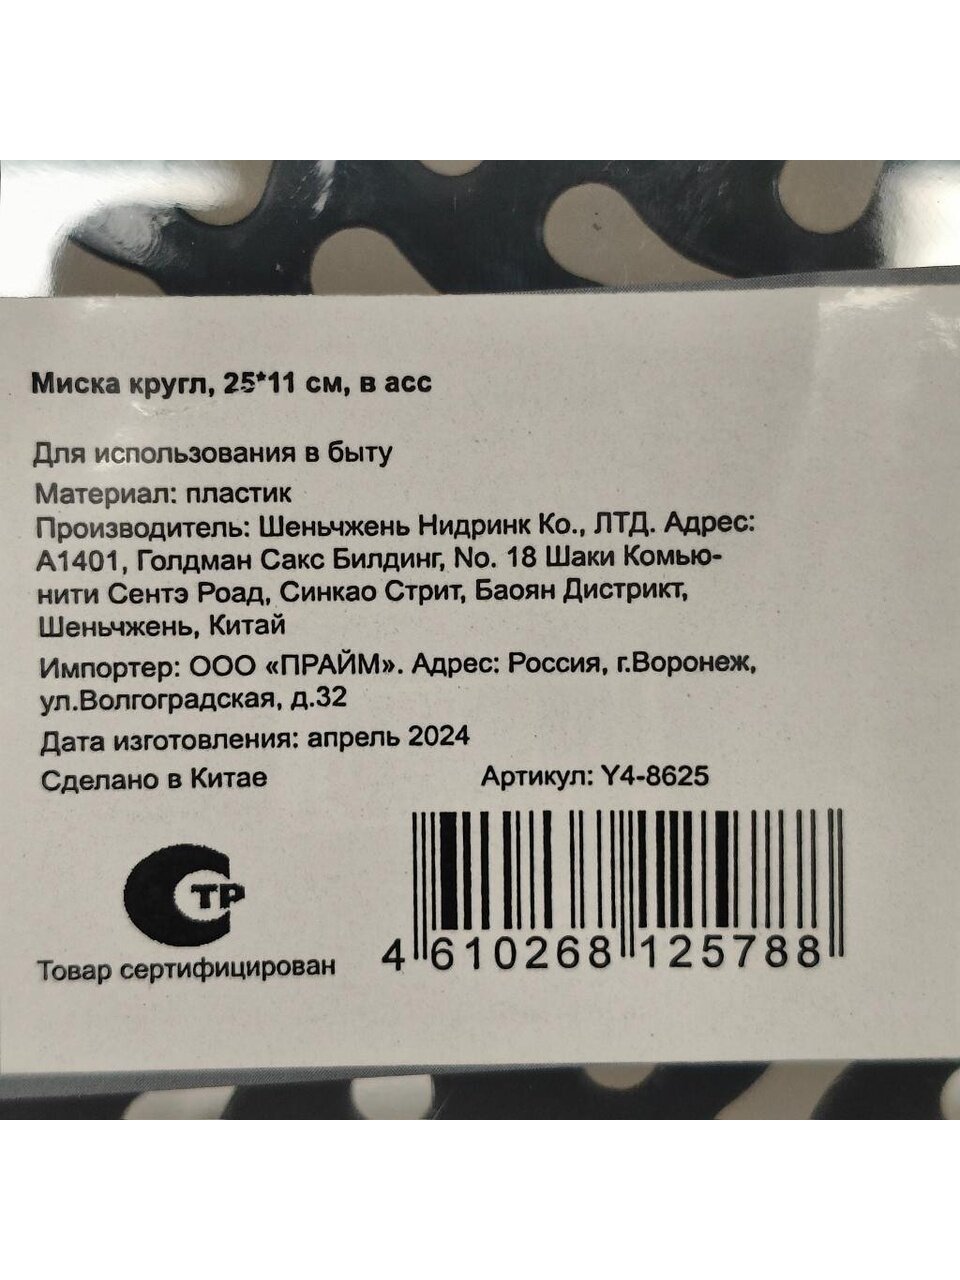 Миска кругл, 25*11 см, в асс
Для использования в быту
Материал: пластик
Производитель: Шеньчжень Нидринк Ко., ЛТД. Адрес:
А1401, Голдман Сакс Билдинг, No. 18 Шаки Комью-
нити Сентэ Роад, Синкао Стрит, Баоян Дистрикт,
Шеньчжень, Китай
Импортер: ООО «ПРАЙМ». Адрес: Россия, г.Воронеж,
ул.Волгоградская, д.32
Дата изготовления: апрель 2024
Сделано в Китае
Артикул: Y4-8625
СТР
Товар сертифицирован
4 610268 125788